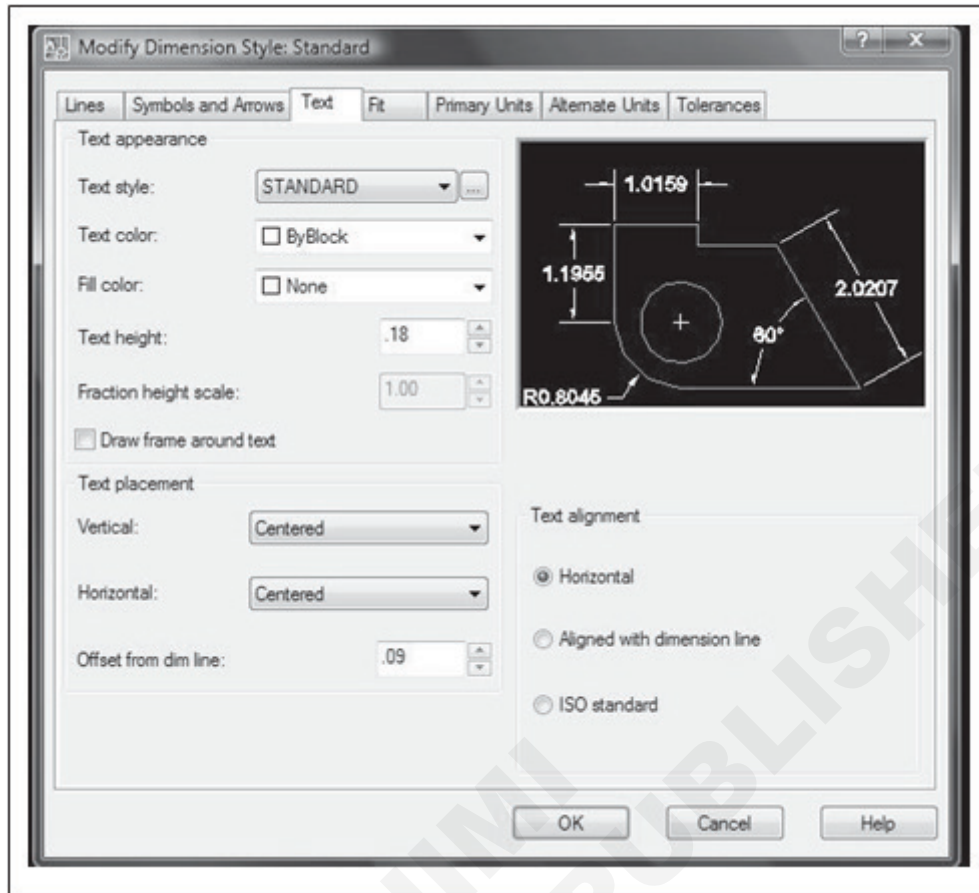 Modify Dimension Style: Standard
Lines Symbols and Arrows Text Fit Primary Units Alternate Units Tolerances
Text appearance
Text style: STANDARD ...
Text color: ByBlock
Fill color: None
Text height: .18
Fraction height scale: 1.00
Draw frame around text
1.0159
1.1955
2.0207
60°
R0.8045
Text placement
Vertical: Centered
Horizontal: Centered
Offset from dim line: .09
Text alignment
Horizontal
Aligned with dimension line
ISO standard
OK Cancel Help